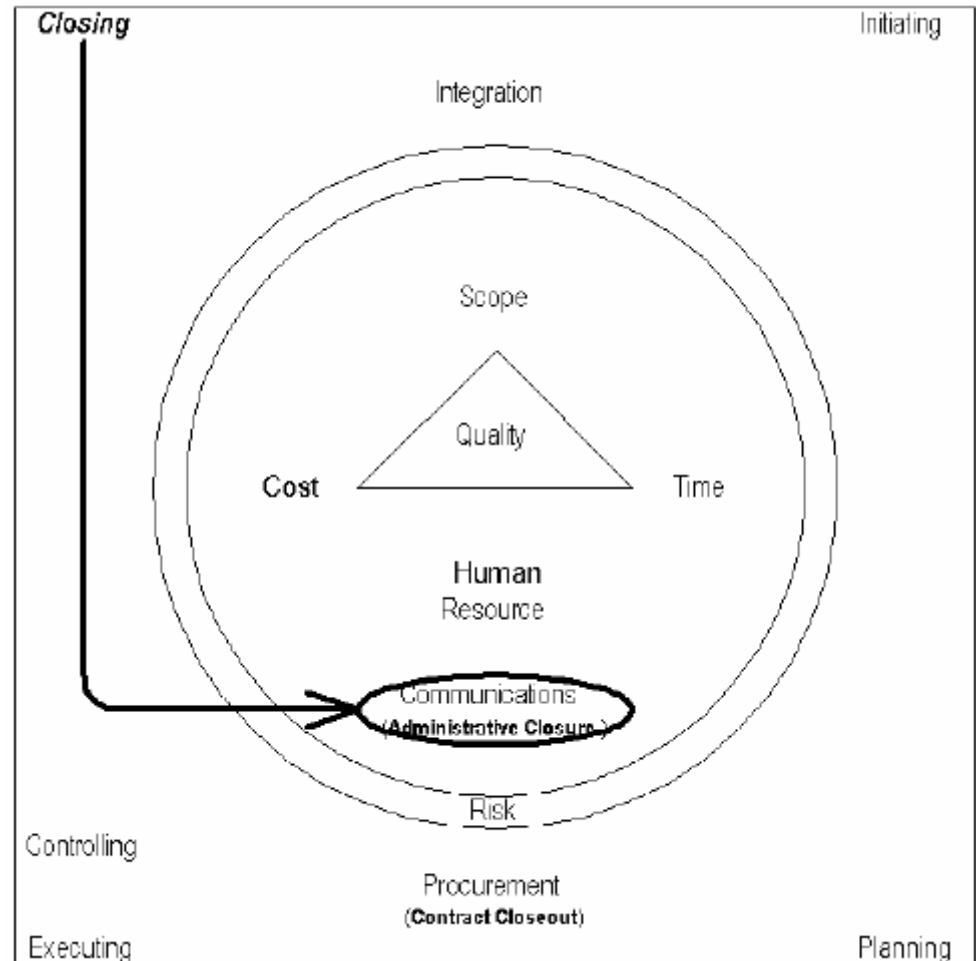 Closing
Initiating
Integration
Scope
Quality
Cost
Time
Human
Resource
Communications
(Administrative Closure )
Risk
Controlling
Procurement
(Contract Closeout)
Executing
Planning